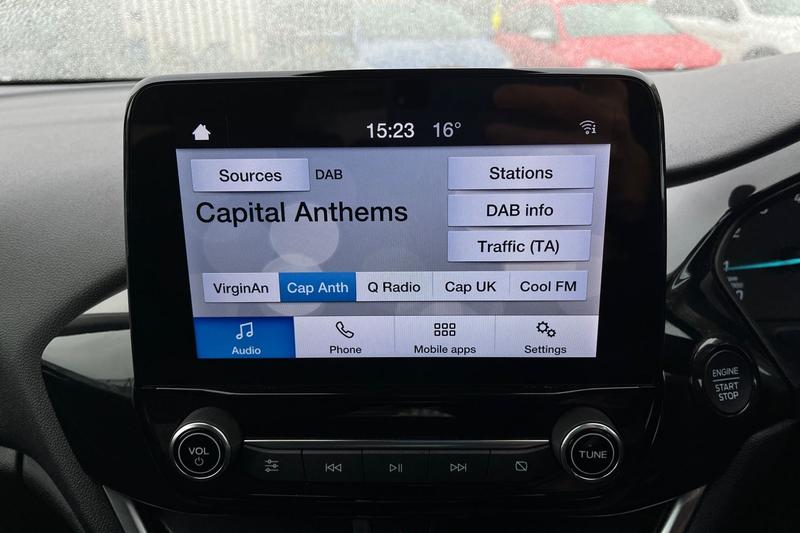 15:23 16°
Sources DAB Stations
Capital Anthems DAB info
Traffic (TA)
VirginAn Cap Anth Q Radio Cap UK Cool FM
Audio Phone Mobile apps Settings
ENGINE
START
STOP
VOL
TUNE